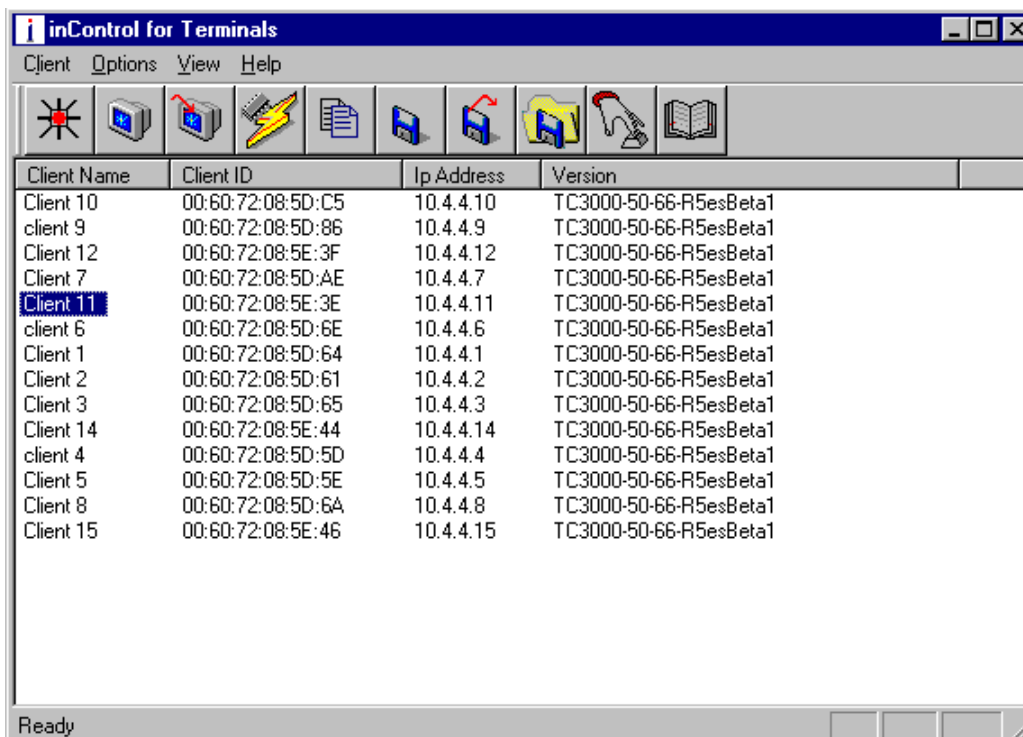 inControl for Terminals
Client Options View Help
Client Name Client ID Ip Address Version
Client 10 00:60:72:08:5D:C5 10.4.4.10 TC3000-50-66-R5esBeta1
client 9 00:60:72:08:5D:86 10.4.4.9 TC3000-50-66-R5esBeta1
Client 12 00:60:72:08:5E:3F 10.4.4.12 TC3000-50-66-R5esBeta1
Client 7 00:60:72:08:5D:AE 10.4.4.7 TC3000-50-66-R5esBeta1
Client 11 00:60:72:08:5E:3E 10.4.4.11 TC3000-50-66-R5esBeta1
client 6 00:60:72:08:5D:6E 10.4.4.6 TC3000-50-66-R5esBeta1
Client 1 00:60:72:08:5D:64 10.4.4.1 TC3000-50-66-R5esBeta1
Client 2 00:60:72:08:5D:61 10.4.4.2 TC3000-50-66-R5esBeta1
Client 3 00:60:72:08:5D:65 10.4.4.3 TC3000-50-66-R5esBeta1
Client 14 00:60:72:08:5E:44 10.4.4.14 TC3000-50-66-R5esBeta1
client 4 00:60:72:08:5D:5D 10.4.4.4 TC3000-50-66-R5esBeta1
Client 5 00:60:72:08:5D:5E 10.4.4.5 TC3000-50-66-R5esBeta1
Client 8 00:60:72:08:5D:6A 10.4.4.8 TC3000-50-66-R5esBeta1
Client 15 00:60:72:08:5E:46 10.4.4.15 TC3000-50-66-R5esBeta1
Ready